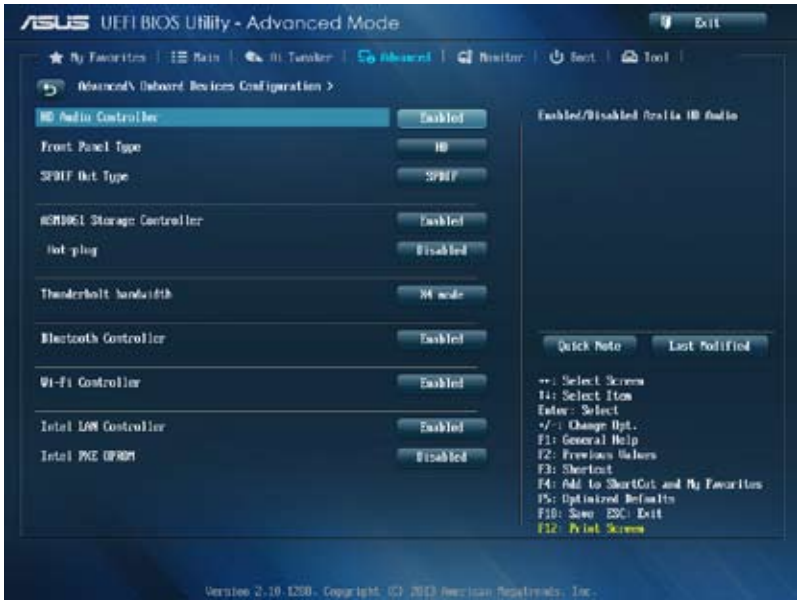 ASUS UEFI BIOS Utility - Advanced Mode
Exit
My Favorites
Main
Ai Tweaker
Advanced
Monitor
Boot
Tool
Advanced\ Onboard Devices Configuration >
HD Audio Controller Enabled
Enabled/Disabled Azalia HD Audio
Front Panel Type HD
SPDIF Out Type SPDIF
ASM1061 Storage Controller Enabled
Hot-plug Disabled
Thunderbolt bandwidth X4 mode
Bluetooth Controller Enabled
Wi-Fi Controller Enabled
Intel LAN Controller Enabled
Intel PXE OPROM Disabled
Quick Note
Last Modified
→←: Select Screen
↑↓: Select Item
Enter: Select
+/-: Change Opt.
F1: General Help
F2: Previous Values
F3: Shortcut
F4: Add to ShortCut and My Favorites
F5: Optimized Defaults
F10: Save ESC: Exit
F12: Print Screen
Version 2.10.1208. Copyright (C) 2013 American Megatrends, Inc.